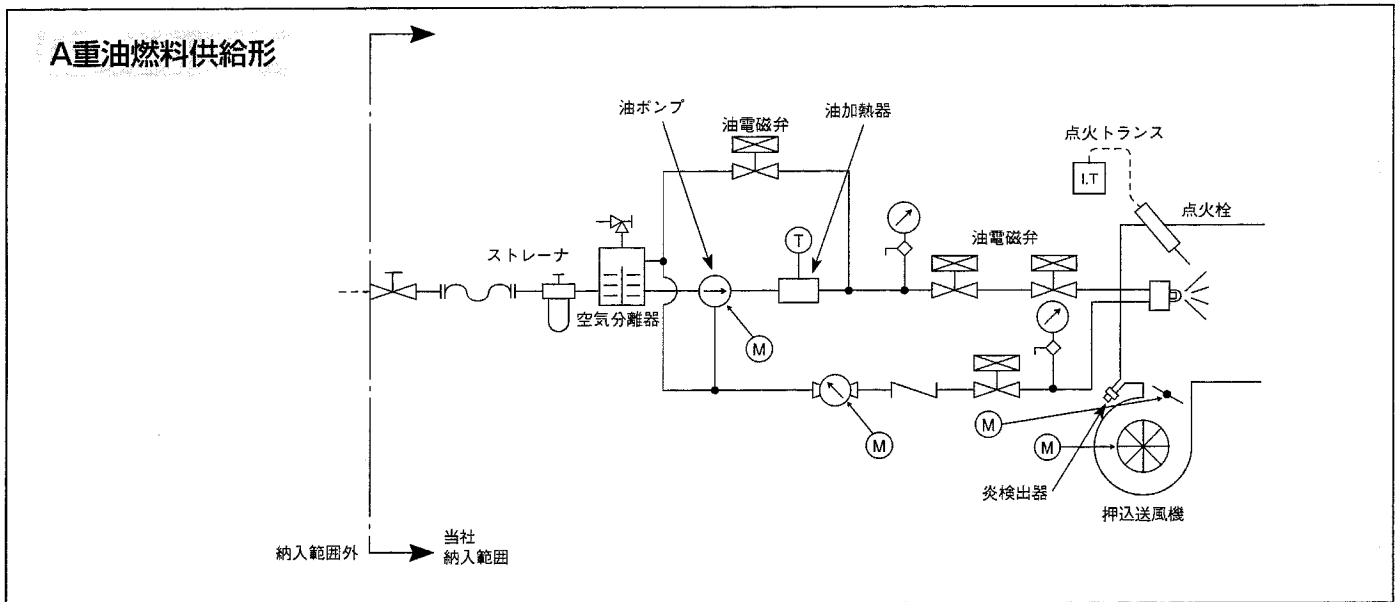 A重油燃料供給形
油ポンプ
油電磁弁
油加熱器
点火トランス
I.T
点火栓
T
ストレーナ
油電磁弁
空気分離器
M
M
M
M
炎検出器
押込送風機
納入範囲外
当社
納入範囲